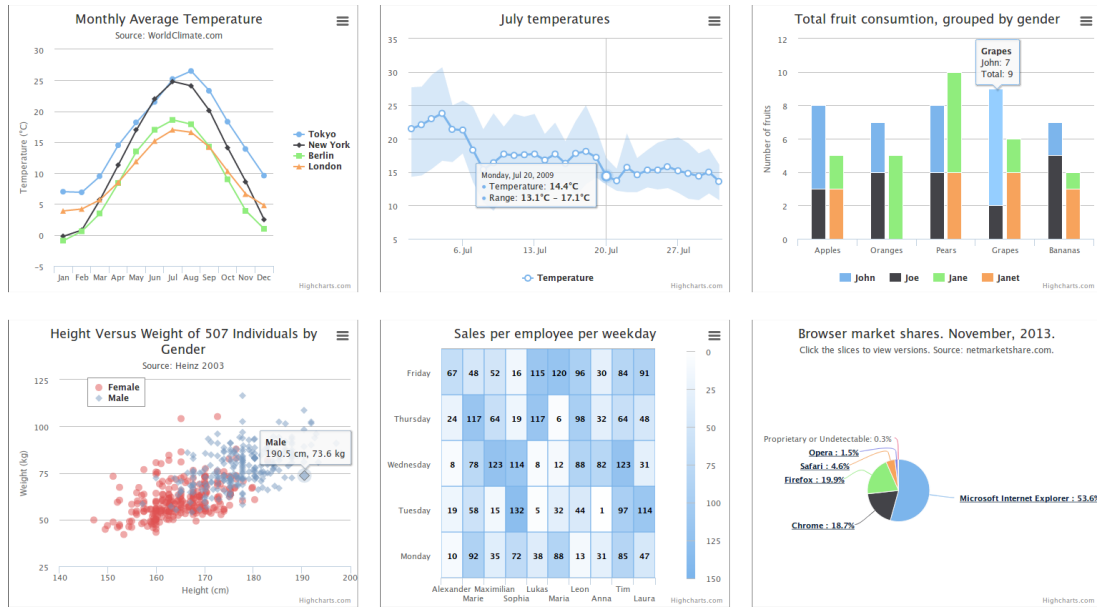 Monthly Average Temperature
Source: WorldClimate.com
Temperature (°C)
30
25
20
15
10
5
0
−5
Jan Feb Mar Apr May Jun Jul Aug Sep Oct Nov Dec
Tokyo
New York
Berlin
London
Highcharts.com
July temperatures
35
30
25
20
15
10
5
Monday, Jul 20, 2009
Temperature: 14.4°C
Range: 13.1°C – 17.1°C
6. Jul 13. Jul 20. Jul 27. Jul
Temperature
Highcharts.com
Total fruit consumtion, grouped by gender
Number of fruits
12
10
8
6
4
2
0
Grapes
John: 7
Total: 9
Apples Oranges Pears Grapes Bananas
John Joe Jane Janet
Highcharts.com
Height Versus Weight of 507 Individuals by
Gender
Source: Heinz 2003
Weight (kg)
125
100
75
50
25
Female
Male
Male
190.5 cm, 73.6 kg
140 150 160 170 180 190 200
Height (cm)
Highcharts.com
Sales per employee per weekday
Friday 67 48 52 16 115 120 96 30 84 91
Thursday 24 117 64 19 117 6 98 32 64 48
Wednesday 8 78 123 114 8 12 88 82 123 31
Tuesday 19 58 15 132 5 32 44 1 97 114
Monday 10 92 35 72 38 88 13 31 85 47
Alexander Maximilian Lukas Leon Tim
Marie Sophia Maria Anna Laura
0
25
50
75
100
125
150
Highcharts.com
Browser market shares. November, 2013.
Click the slices to view versions. Source: netmarketshare.com.
Proprietary or Undetectable: 0.3%
Opera : 1.5%
Safari : 4.6%
Firefox : 19.9%
Microsoft Internet Explorer : 53.6%
Chrome : 18.7%
Highcharts.com